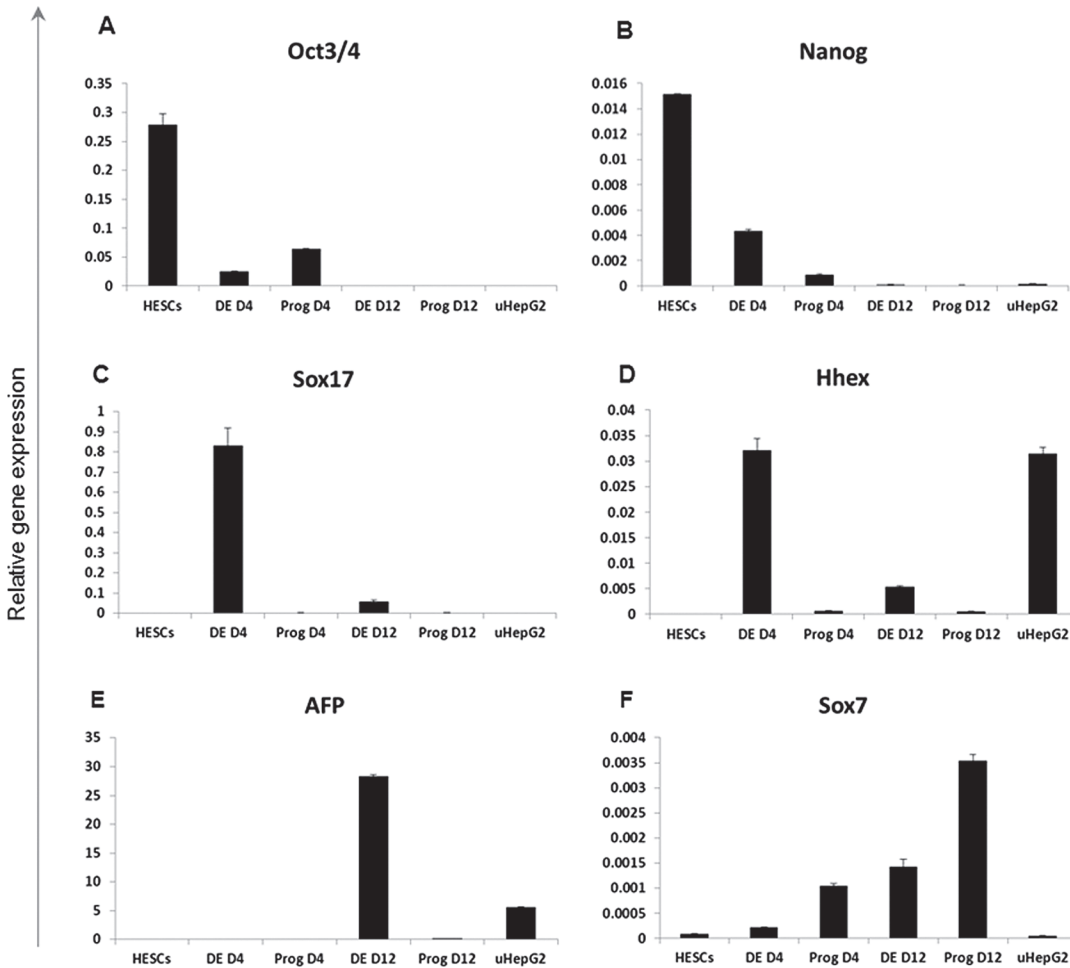 Relative gene expression
A
Oct3/4
0.35
0.3
0.25
0.2
0.15
0.1
0.05
0
HESCs DE D4 Prog D4 DE D12 Prog D12 uHepG2
B
Nanog
0.016
0.014
0.012
0.01
0.008
0.006
0.004
0.002
0
HESCs DE D4 Prog D4 DE D12 Prog D12 uHepG2
C
Sox17
1
0.9
0.8
0.7
0.6
0.5
0.4
0.3
0.2
0.1
0
HESCs DE D4 Prog D4 DE D12 Prog D12 uHepG2
D
Hhex
0.04
0.035
0.03
0.025
0.02
0.015
0.01
0.005
0
HESCs DE D4 Prog D4 DE D12 Prog D12 uHepG2
E
AFP
35
30
25
20
15
10
5
0
HESCs DE D4 Prog D4 DE D12 Prog D12 uHepG2
F
Sox7
0.004
0.0035
0.003
0.0025
0.002
0.0015
0.001
0.0005
0
HESCs DE D4 Prog D4 DE D12 Prog D12 uHepG2